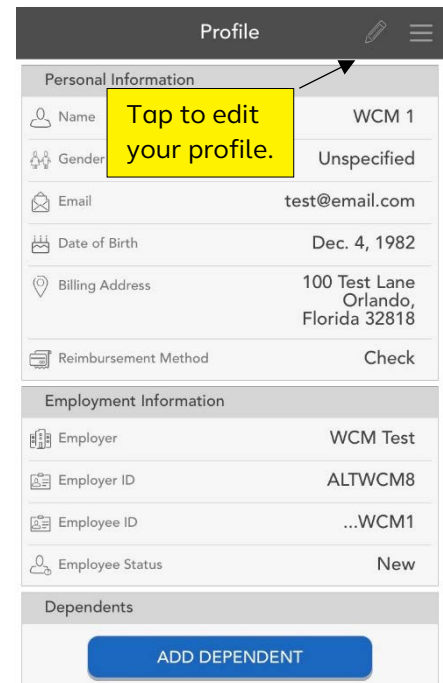 Profile
Personal Information
Name WCM 1
Tap to edit
your profile.
Gender Unspecified
Email test@email.com
Date of Birth Dec. 4, 1982
Billing Address 100 Test Lane
Orlando,
Florida 32818
Reimbursement Method Check
Employment Information
Employer WCM Test
Employer ID ALTWCM8
Employee ID ...WCM1
Employee Status New
Dependents
ADD DEPENDENT